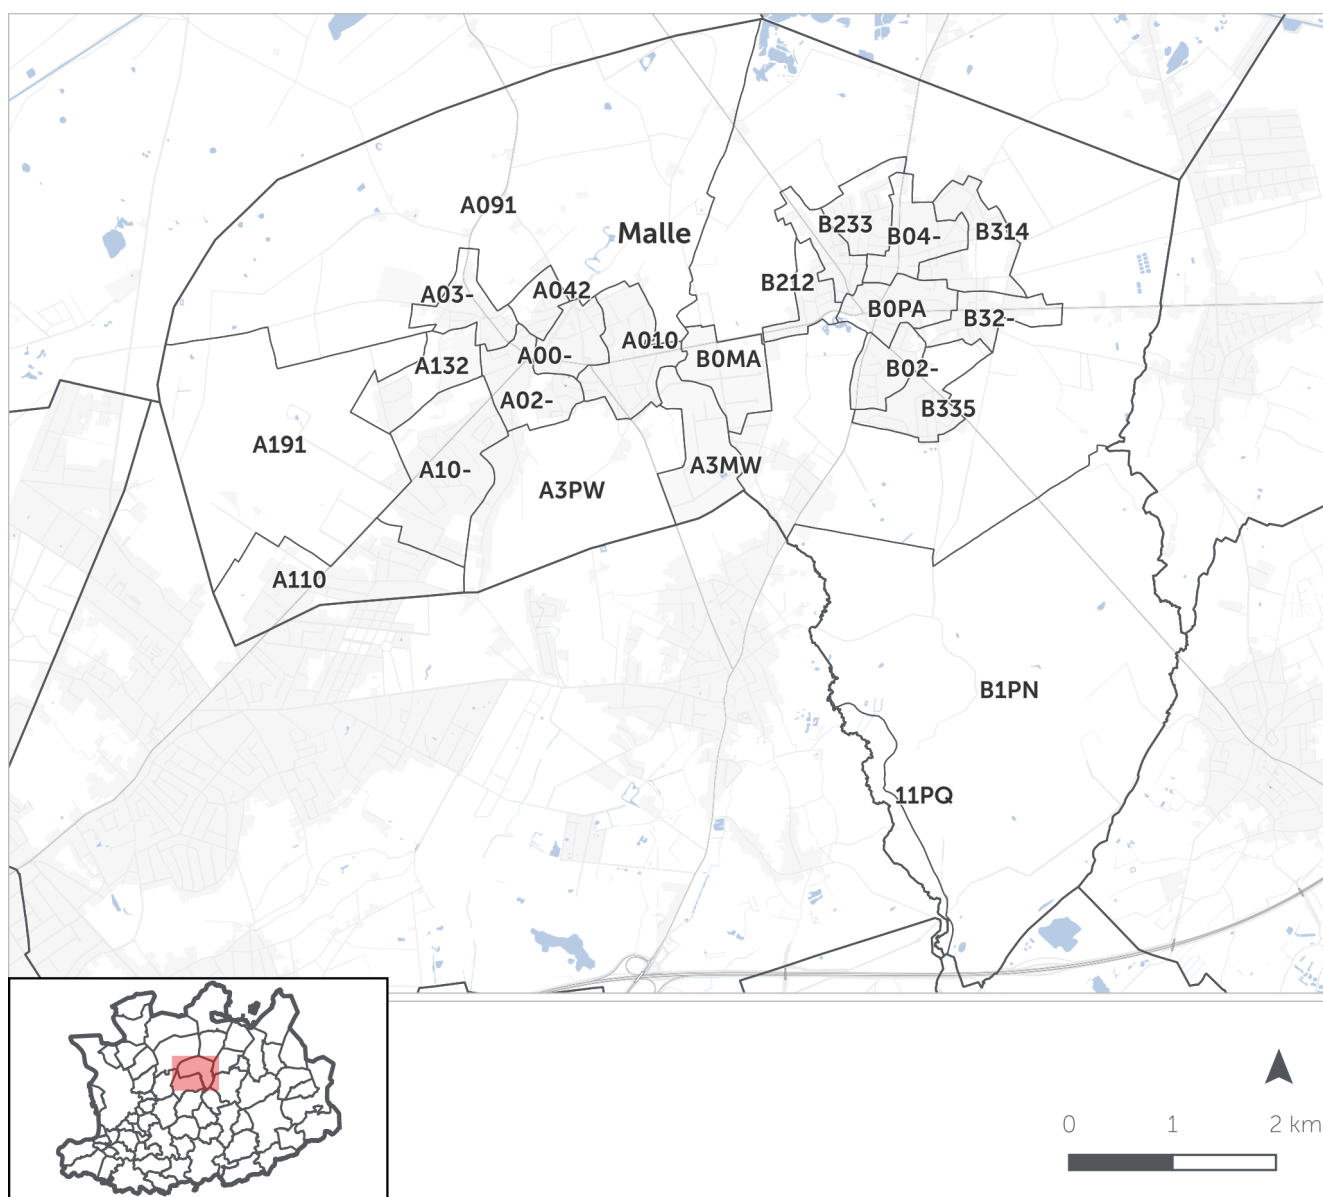 A091
Malle
B233
B04-
B314
B212
A03-
A042
B0PA
B32-
A010
A00-
B0MA
A132
B02-
A02-
B335
A191
A10-
A3MW
A3PW
A110
B1PN
11PQ
0 1 2 km